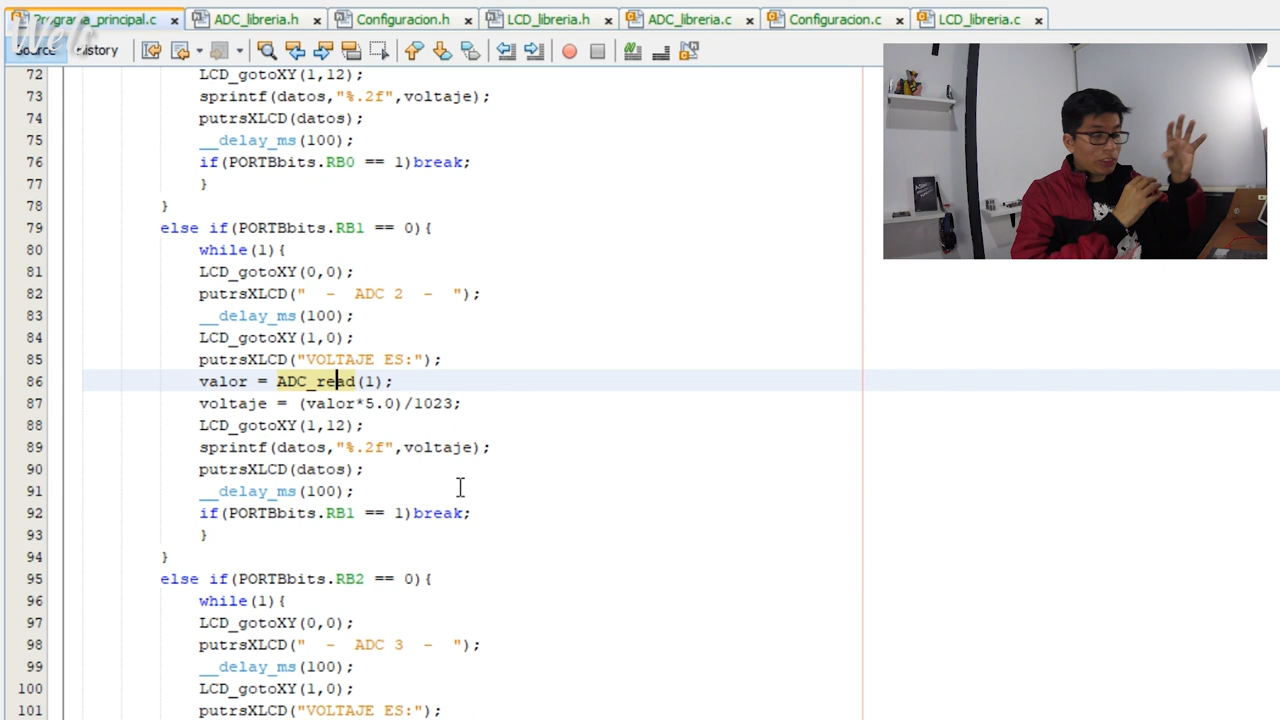 Programa_principal.c ADC_libreria.h Configuracion.h LCD_libreria.h ADC_libreria.c Configuracion.c LCD_libreria.c
Source History
72 LCD_gotoXY(1,12);
73 sprintf(datos,"%.2f",voltaje);
74 putrsXLCD(datos);
75 __delay_ms(100);
76 if(PORTBbits.RB0 == 1)break;
77 }
78 }
79 else if(PORTBbits.RB1 == 0){
80 while(1){
81 LCD_gotoXY(0,0);
82 putrsXLCD("  -  ADC 2  -  ");
83 __delay_ms(100);
84 LCD_gotoXY(1,0);
85 putrsXLCD("VOLTAJE ES:");
86 valor = ADC_read(1);
87 voltaje = (valor*5.0)/1023;
88 LCD_gotoXY(1,12);
89 sprintf(datos,"%.2f",voltaje);
90 putrsXLCD(datos);
91 __delay_ms(100);
92 if(PORTBbits.RB1 == 1)break;
93 }
94 }
95 else if(PORTBbits.RB2 == 0){
96 while(1){
97 LCD_gotoXY(0,0);
98 putrsXLCD("  -  ADC 3  -  ");
99 __delay_ms(100);
100 LCD_gotoXY(1,0);
101 putrsXLCD("VOLTAJE ES:");